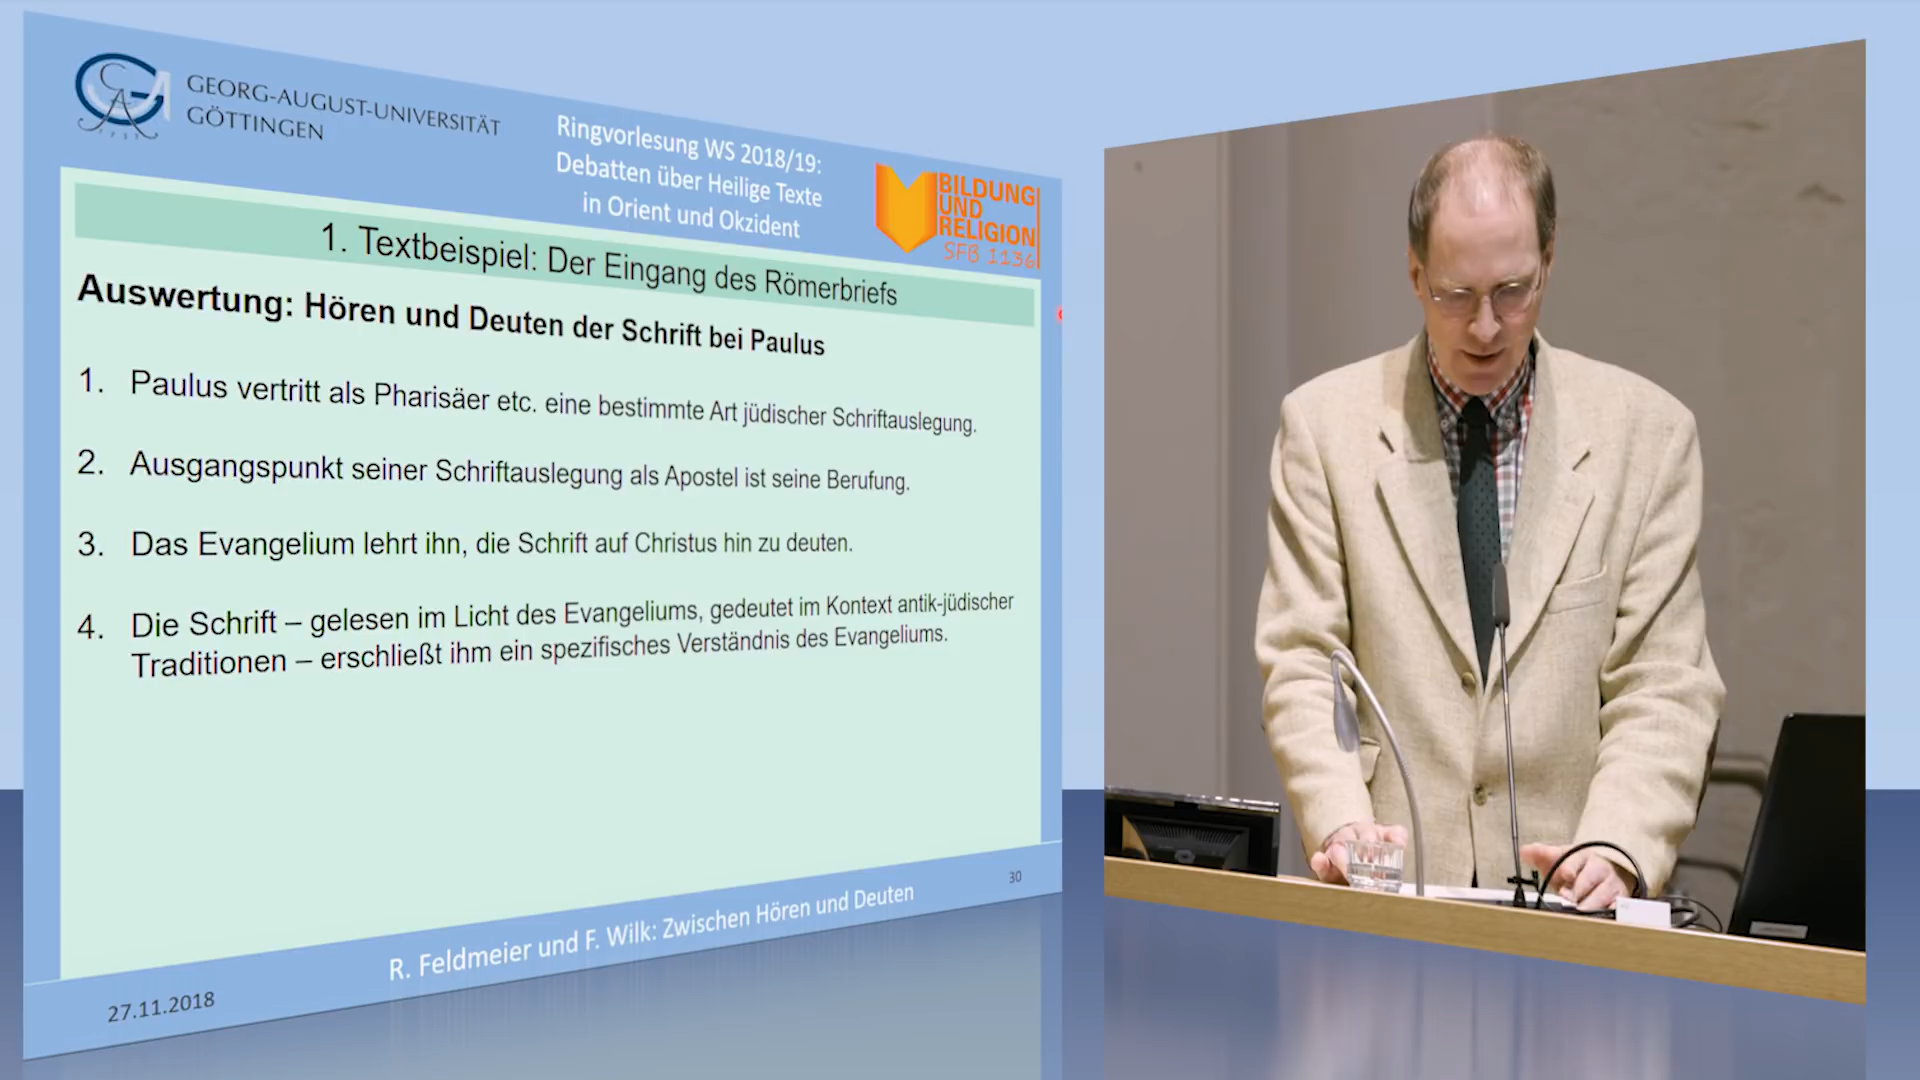 GEORG-AUGUST-UNIVERSITÄT
GÖTTINGEN
Ringvorlesung WS 2018/19:
Debatten über Heilige Texte
in Orient und Okzident
BILDUNG
UND
RELIGION
SFB 1136
1. Textbeispiel: Der Eingang des Römerbriefs
Auswertung: Hören und Deuten der Schrift bei Paulus
1. Paulus vertritt als Pharisäer etc. eine bestimmte Art jüdischer Schriftauslegung.
2. Ausgangspunkt seiner Schriftauslegung als Apostel ist seine Berufung.
3. Das Evangelium lehrt ihn, die Schrift auf Christus hin zu deuten.
4. Die Schrift – gelesen im Licht des Evangeliums, gedeutet im Kontext antik-jüdischer
Traditionen – erschließt ihm ein spezifisches Verständnis des Evangeliums.
30
R. Feldmeier und F. Wilk: Zwischen Hören und Deuten
27.11.2018